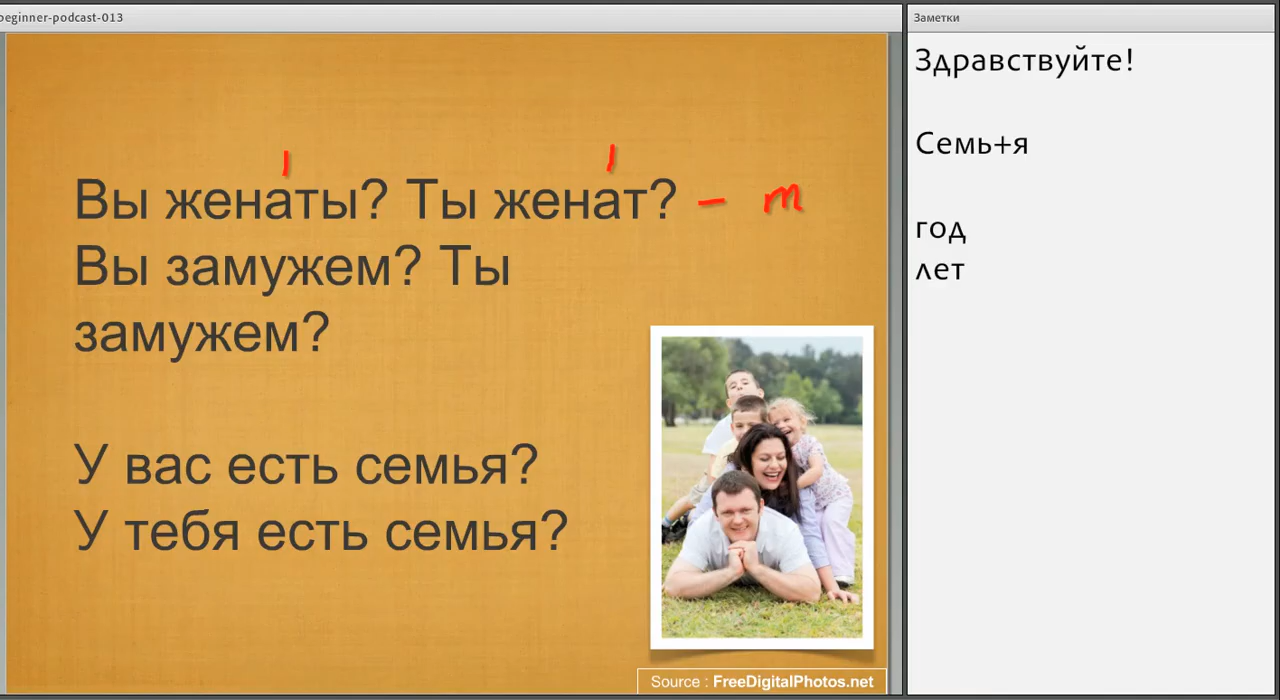 beginner-podcast-013
Вы женаты? Ты женат? – m
Вы замужем? Ты
замужем?
У вас есть семья?
У тебя есть семья?
Source : FreeDigitalPhotos.net
Заметки
Здравствуйте!
Семь+я
год
лет